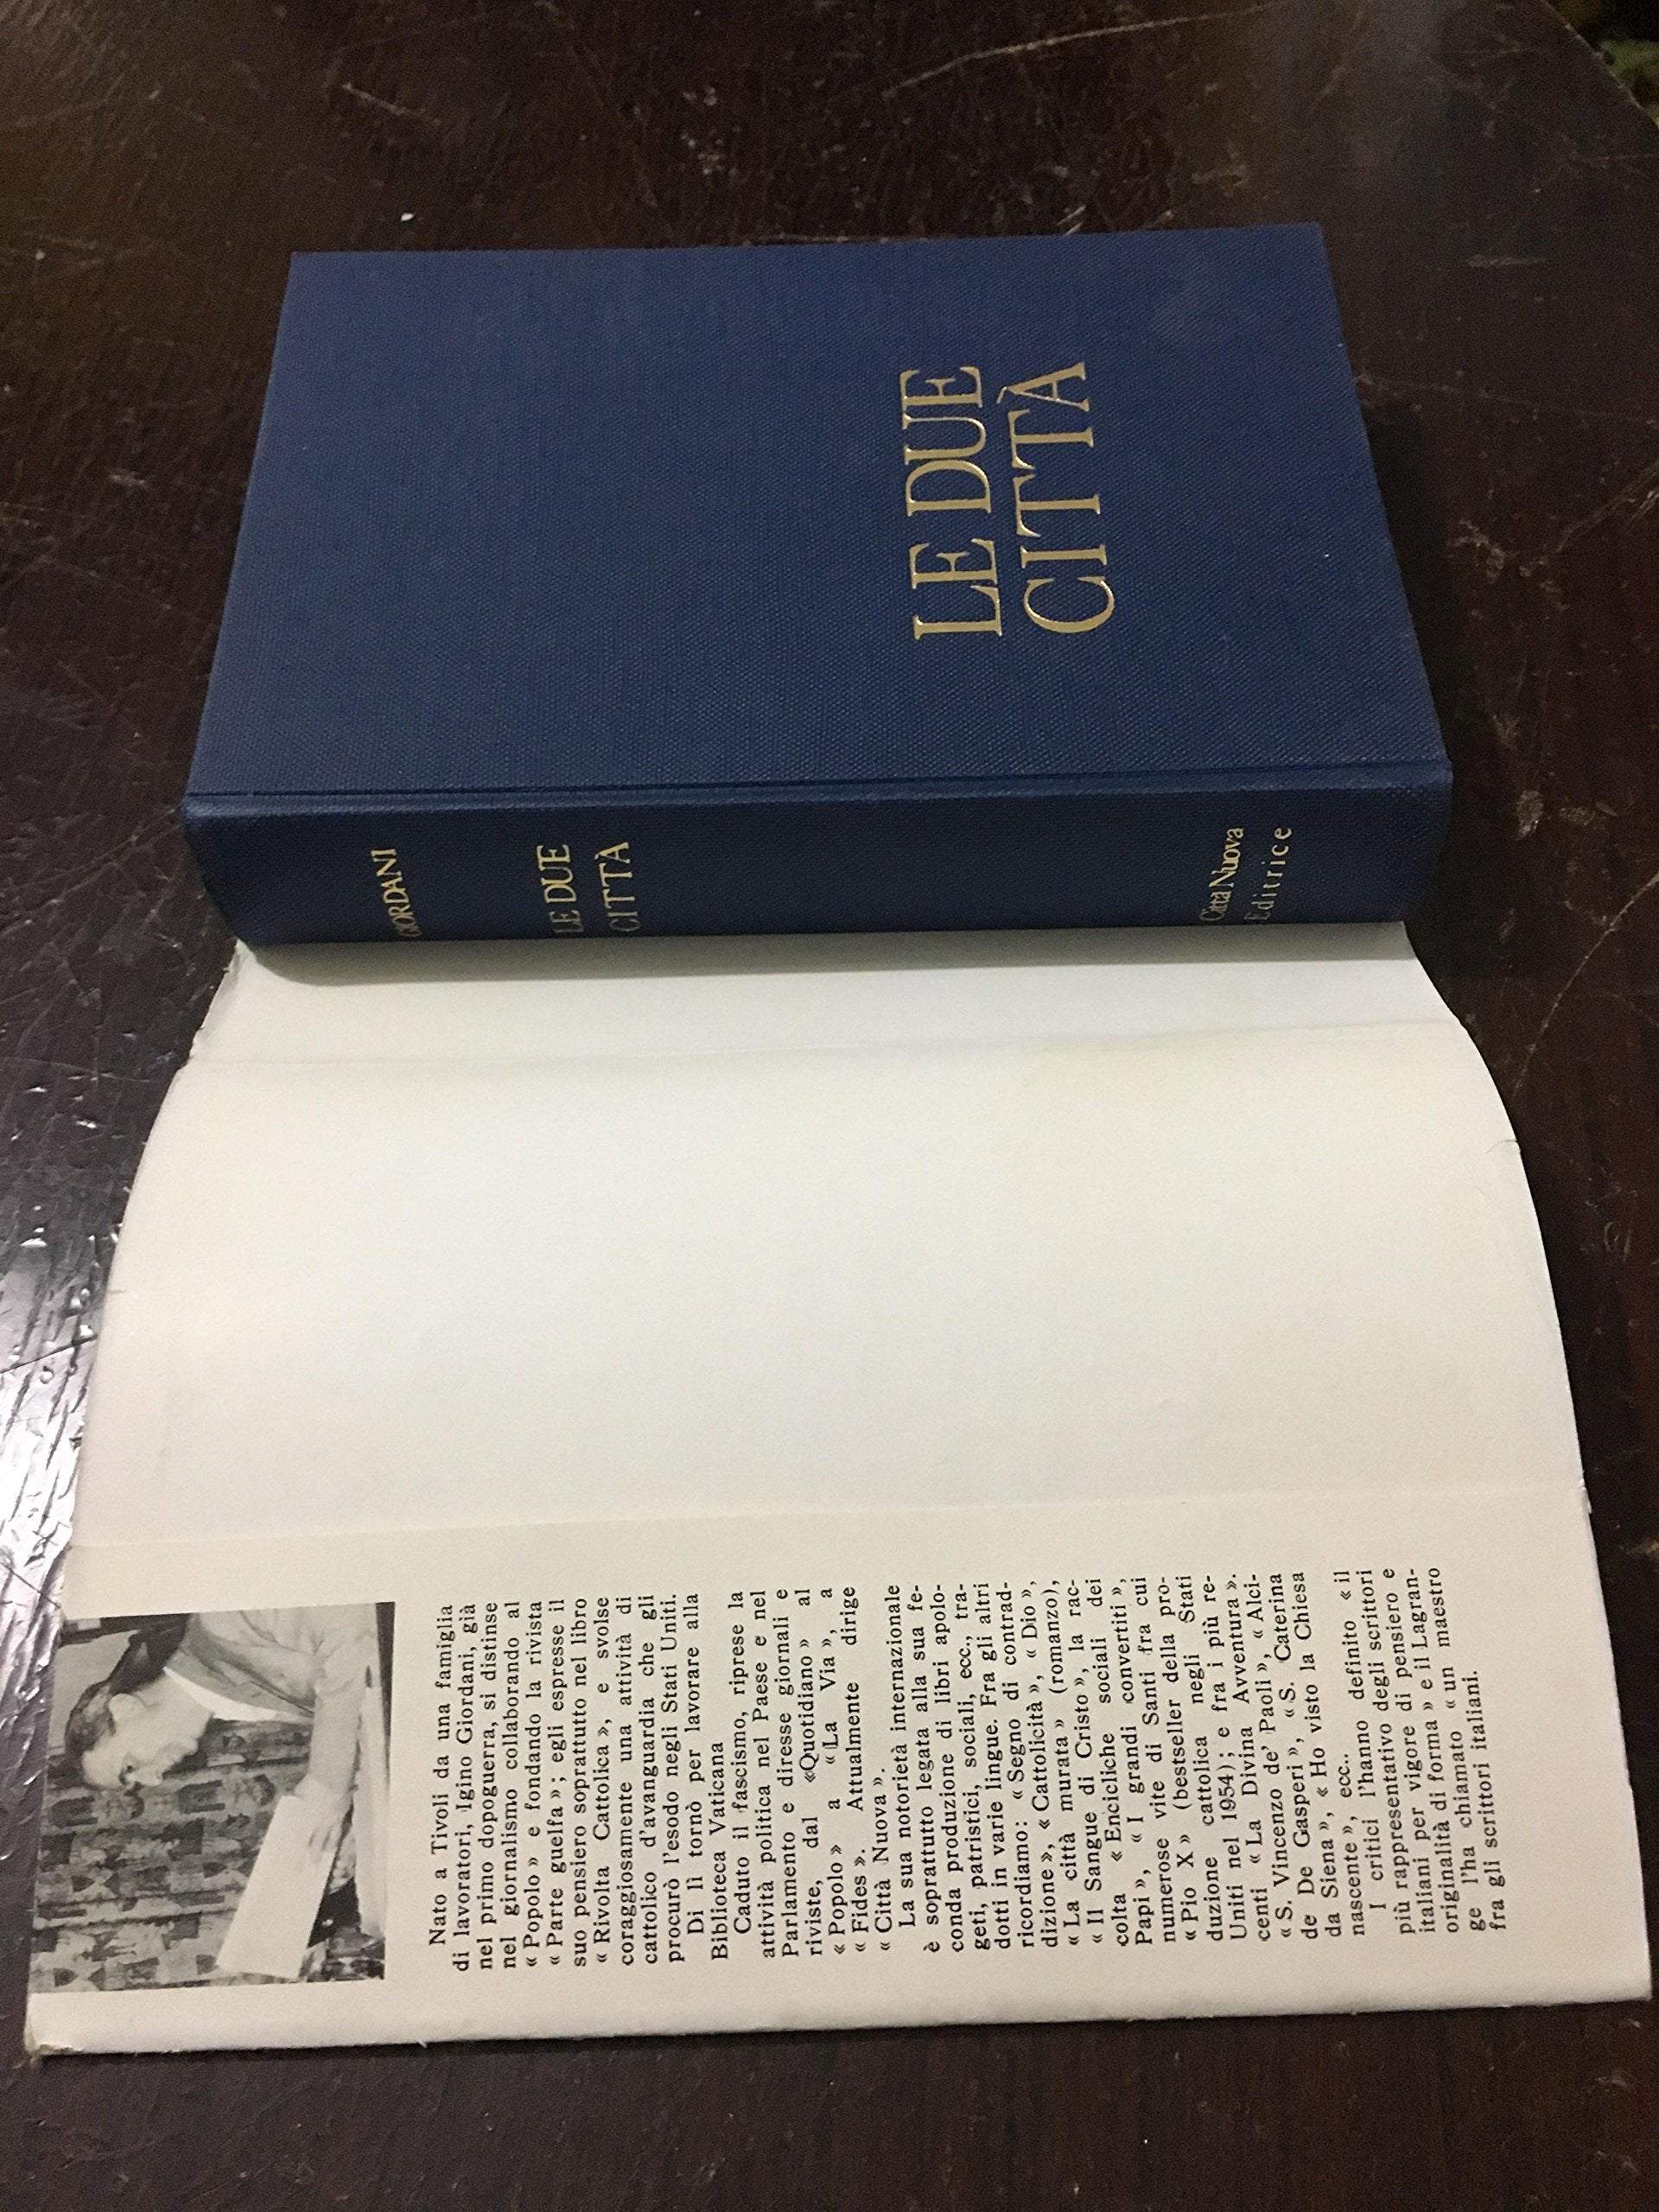 LE DUE
CITTÀ
GIORDANI
LE DUE
CITTÀ
Città Nuova
Editrice
Nato a Tivoli da una famiglia
di lavoratori, Igino Giordani, già
nel primo dopoguerra, si distinse
nel giornalismo collaborando al
« Popolo » e fondando la rivista
« Parte guelfa » ; egli espresse il
suo pensiero soprattutto nel libro
« Rivolta Cattolica », e svolse
coraggiosamente una attività di
cattolico d'avanguardia che gli
procurò l'esodo negli Stati Uniti.
Di lì tornò per lavorare alla
Biblioteca Vaticana
Caduto il fascismo, riprese la
attività politica nel Paese e nel
Parlamento e diresse giornali e
riviste, dal «Quotidiano» al
« Popolo » a « La Via », a
« Fides ». Attualmente dirige
« Città Nuova ».
La sua notorietà internazionale
è soprattutto legata alla sua fe-
conda produzione di libri apolo-
geti, patristici, sociali, ecc., tra-
dotti in varie lingue. Fra gli altri
ricordiamo: « Segno di contrad-
dizione », « Cattolicità », « Dio »,
« La città murata » (romanzo),
« Il Sangue di Cristo », la rac-
colta « Encicliche sociali dei
Papi », « I grandi convertiti »,
numerose vite di Santi fra cui
« Pio X » (bestseller della pro-
duzione cattolica negli Stati
Uniti nel 1954); e fra i più re-
centi « La Divina Avventura ».
« S. Vincenzo de' Paoli », « Alci-
de De Gasperi », « S. Caterina
da Siena », « Ho visto la Chiesa
nascente », ecc..
I critici l'hanno definito « il
più rappresentativo degli scrittori
italiani per vigore di pensiero e
originalità di forma » e il Lagran-
ge l'ha chiamato « un maestro
fra gli scrittori italiani.